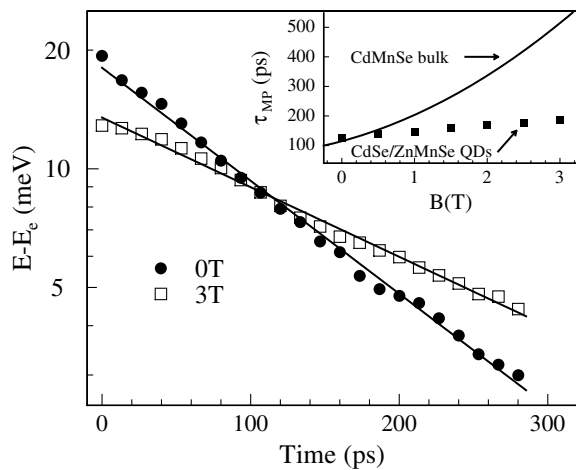 20
10
5
E-Eₑ (meV)
0T
3T
0
100
200
300
Time (ps)
500
400
300
200
100
τMP (ps)
CdMnSe bulk
CdSe/ZnMnSe QDs
0
1
2
3
B(T)